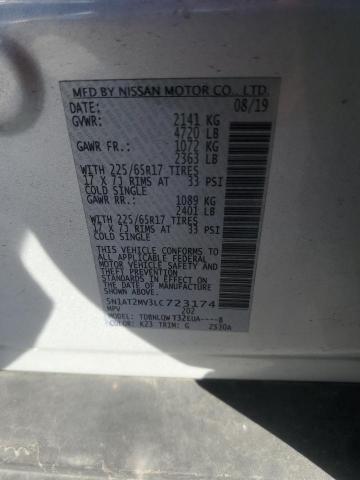 MFD BY NISSAN MOTOR CO., LTD.
DATE: 08/19
GVWR: 2141 KG
4720 LB
GAWR FR.: 1072 KG
2363 LB
WITH 225/65R17 TIRES
17 X 7J RIMS AT 33 PSI
COLD SINGLE
GAWR RR.: 1089 KG
2401 LB
WITH 225/65R17 TIRES
17 X 7J RIMS AT 33 PSI
COLD SINGLE
THIS VEHICLE CONFORMS TO
ALL APPLICABLE FEDERAL
MOTOR VEHICLE SAFETY
STANDARDS IN EFFECT ON
THE DATE OF MANUFACTURE
SHOWN ABOVE.
5N1AT2MV3LC723174
MPV 202
MODEL: TDBNLQW T32EUA----B
COLOR: K23 TRIM: G 2530A